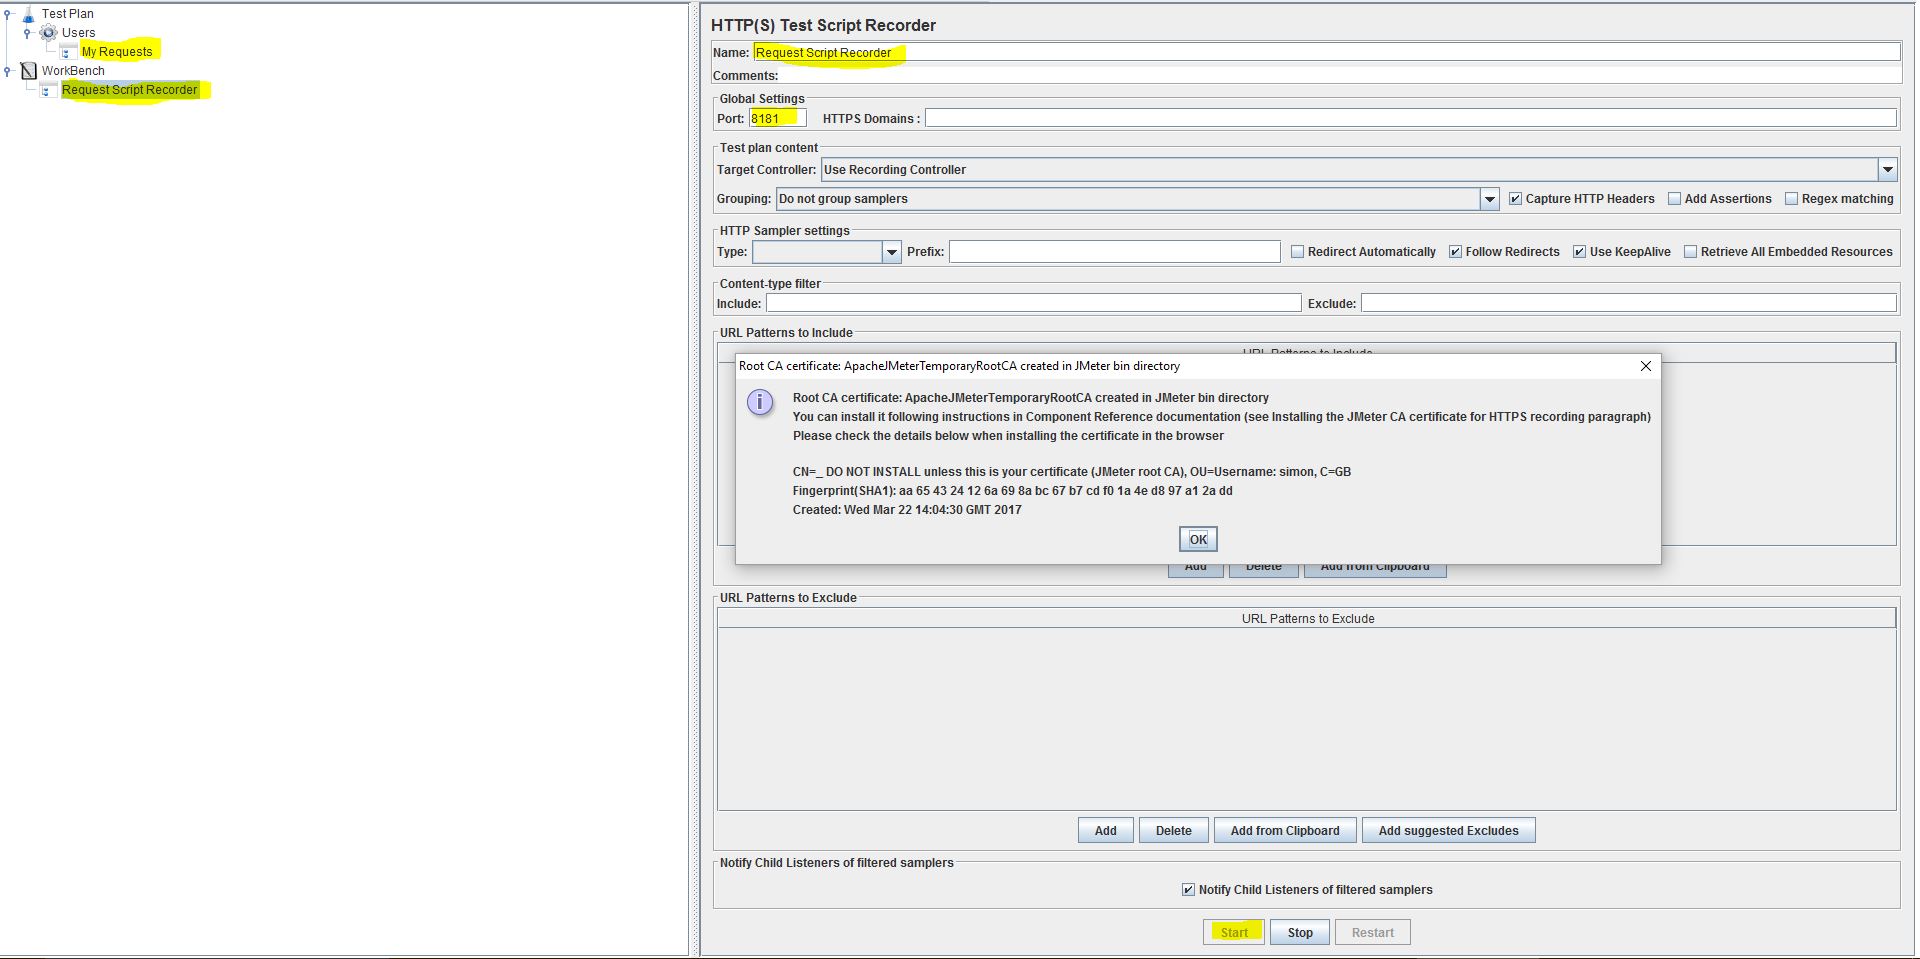 Test Plan
Users
My Requests
WorkBench
Request Script Recorder
HTTP(S) Test Script Recorder
Name: Request Script Recorder
Comments:
Global Settings
Port: 8181 HTTPS Domains :
Test plan content
Target Controller: Use Recording Controller
Grouping: Do not group samplers Capture HTTP Headers Add Assertions Regex matching
HTTP Sampler settings
Type: Prefix: Redirect Automatically Follow Redirects Use KeepAlive Retrieve All Embedded Resources
Content-type filter
Include: Exclude:
URL Patterns to Include
URL Patterns to Include
Root CA certificate: ApacheJMeterTemporaryRootCA created in JMeter bin directory
Root CA certificate: ApacheJMeterTemporaryRootCA created in JMeter bin directory
You can install it following instructions in Component Reference documentation (see Installing the JMeter CA certificate for HTTPS recording paragraph)
Please check the details below when installing the certificate in the browser
CN=_ DO NOT INSTALL unless this is your certificate (JMeter root CA), OU=Username: simon, C=GB
Fingerprint(SHA1): aa 65 43 24 12 6a 69 8a bc 67 b7 cd f0 1a 4e d8 97 a1 2a dd
Created: Wed Mar 22 14:04:30 GMT 2017
OK
Add Delete Add from Clipboard
URL Patterns to Exclude
URL Patterns to Exclude
Add Delete Add from Clipboard Add suggested Excludes
Notify Child Listeners of filtered samplers
Notify Child Listeners of filtered samplers
Start Stop Restart